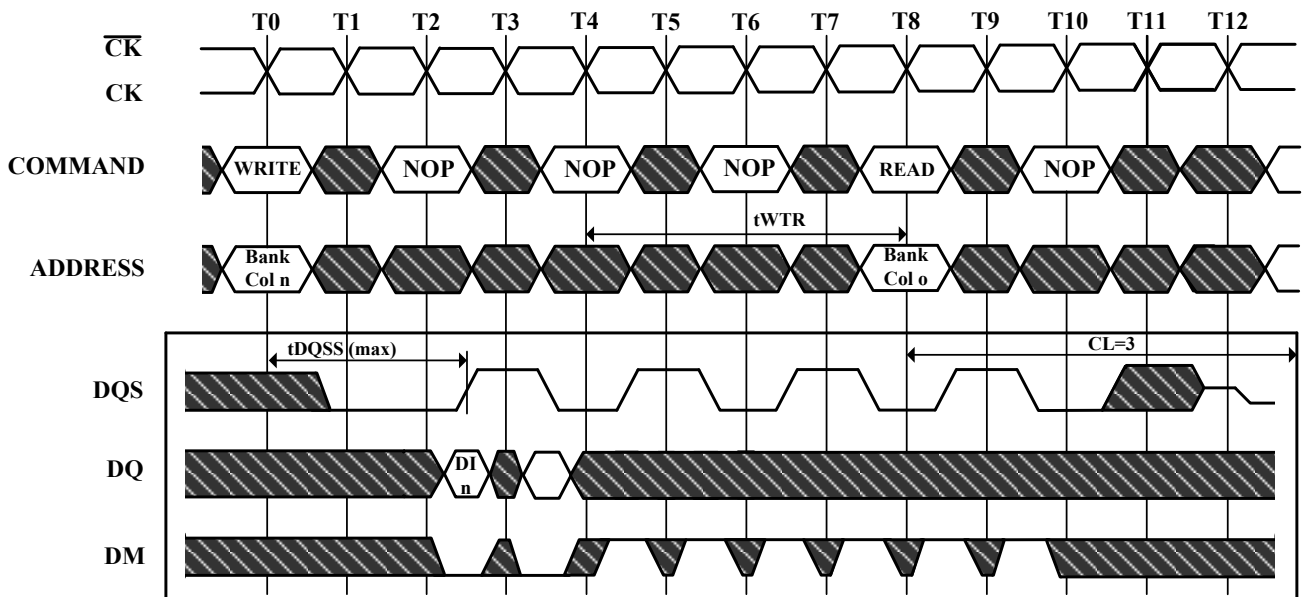 T0 T1 T2 T3 T4 T5 T6 T7 T8 T9 T10 T11 T12
CK
CK
COMMAND WRITE NOP NOP NOP READ NOP
tWTR
ADDRESS Bank Col n Bank Col o
tDQSS (max) CL=3
DQS
DQ DI n
DM